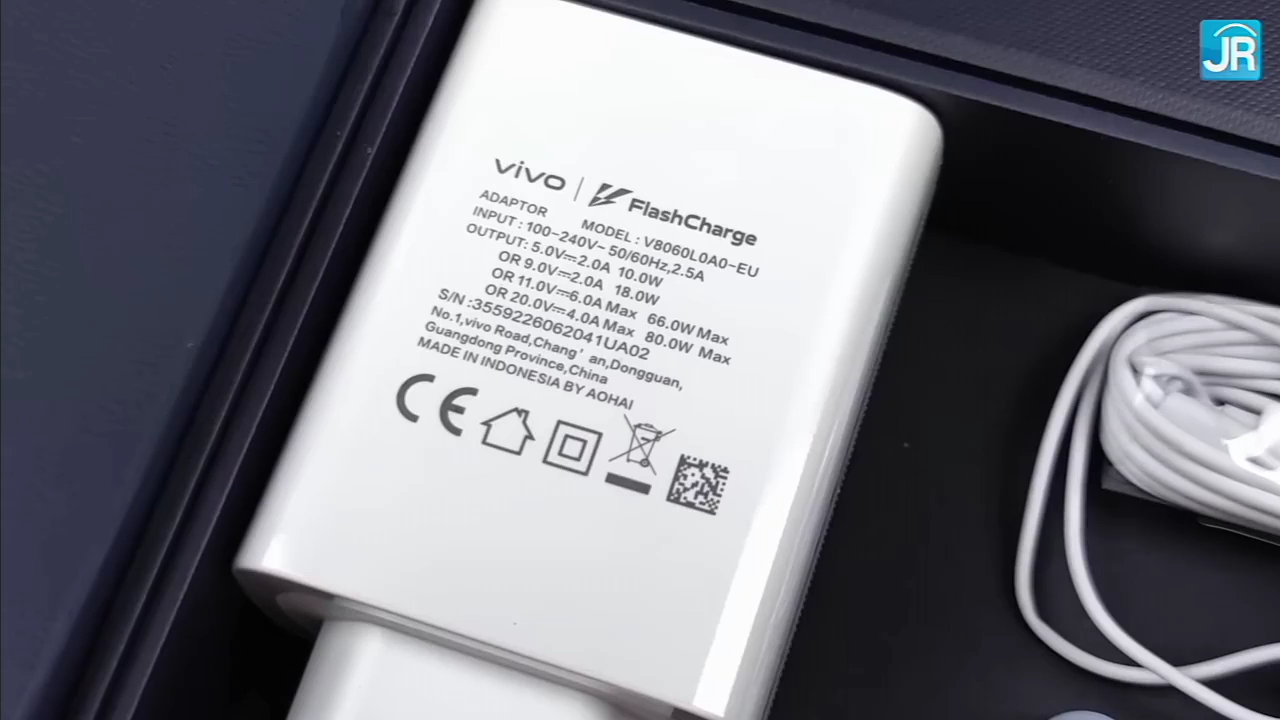 JR
vivo | FlashCharge
ADAPTOR MODEL : V8060L0A0-EU
INPUT : 100-240V~ 50/60Hz,2.5A
OUTPUT: 5.0V⎓2.0A 10.0W
OR 9.0V⎓2.0A 18.0W
OR 11.0V⎓6.0A Max 66.0W Max
OR 20.0V⎓4.0A Max 80.0W Max
S/N :3559226062041UA02
No.1,vivo Road,Chang' an,Dongguan,
Guangdong Province,China
MADE IN INDONESIA BY AOHAI
CE